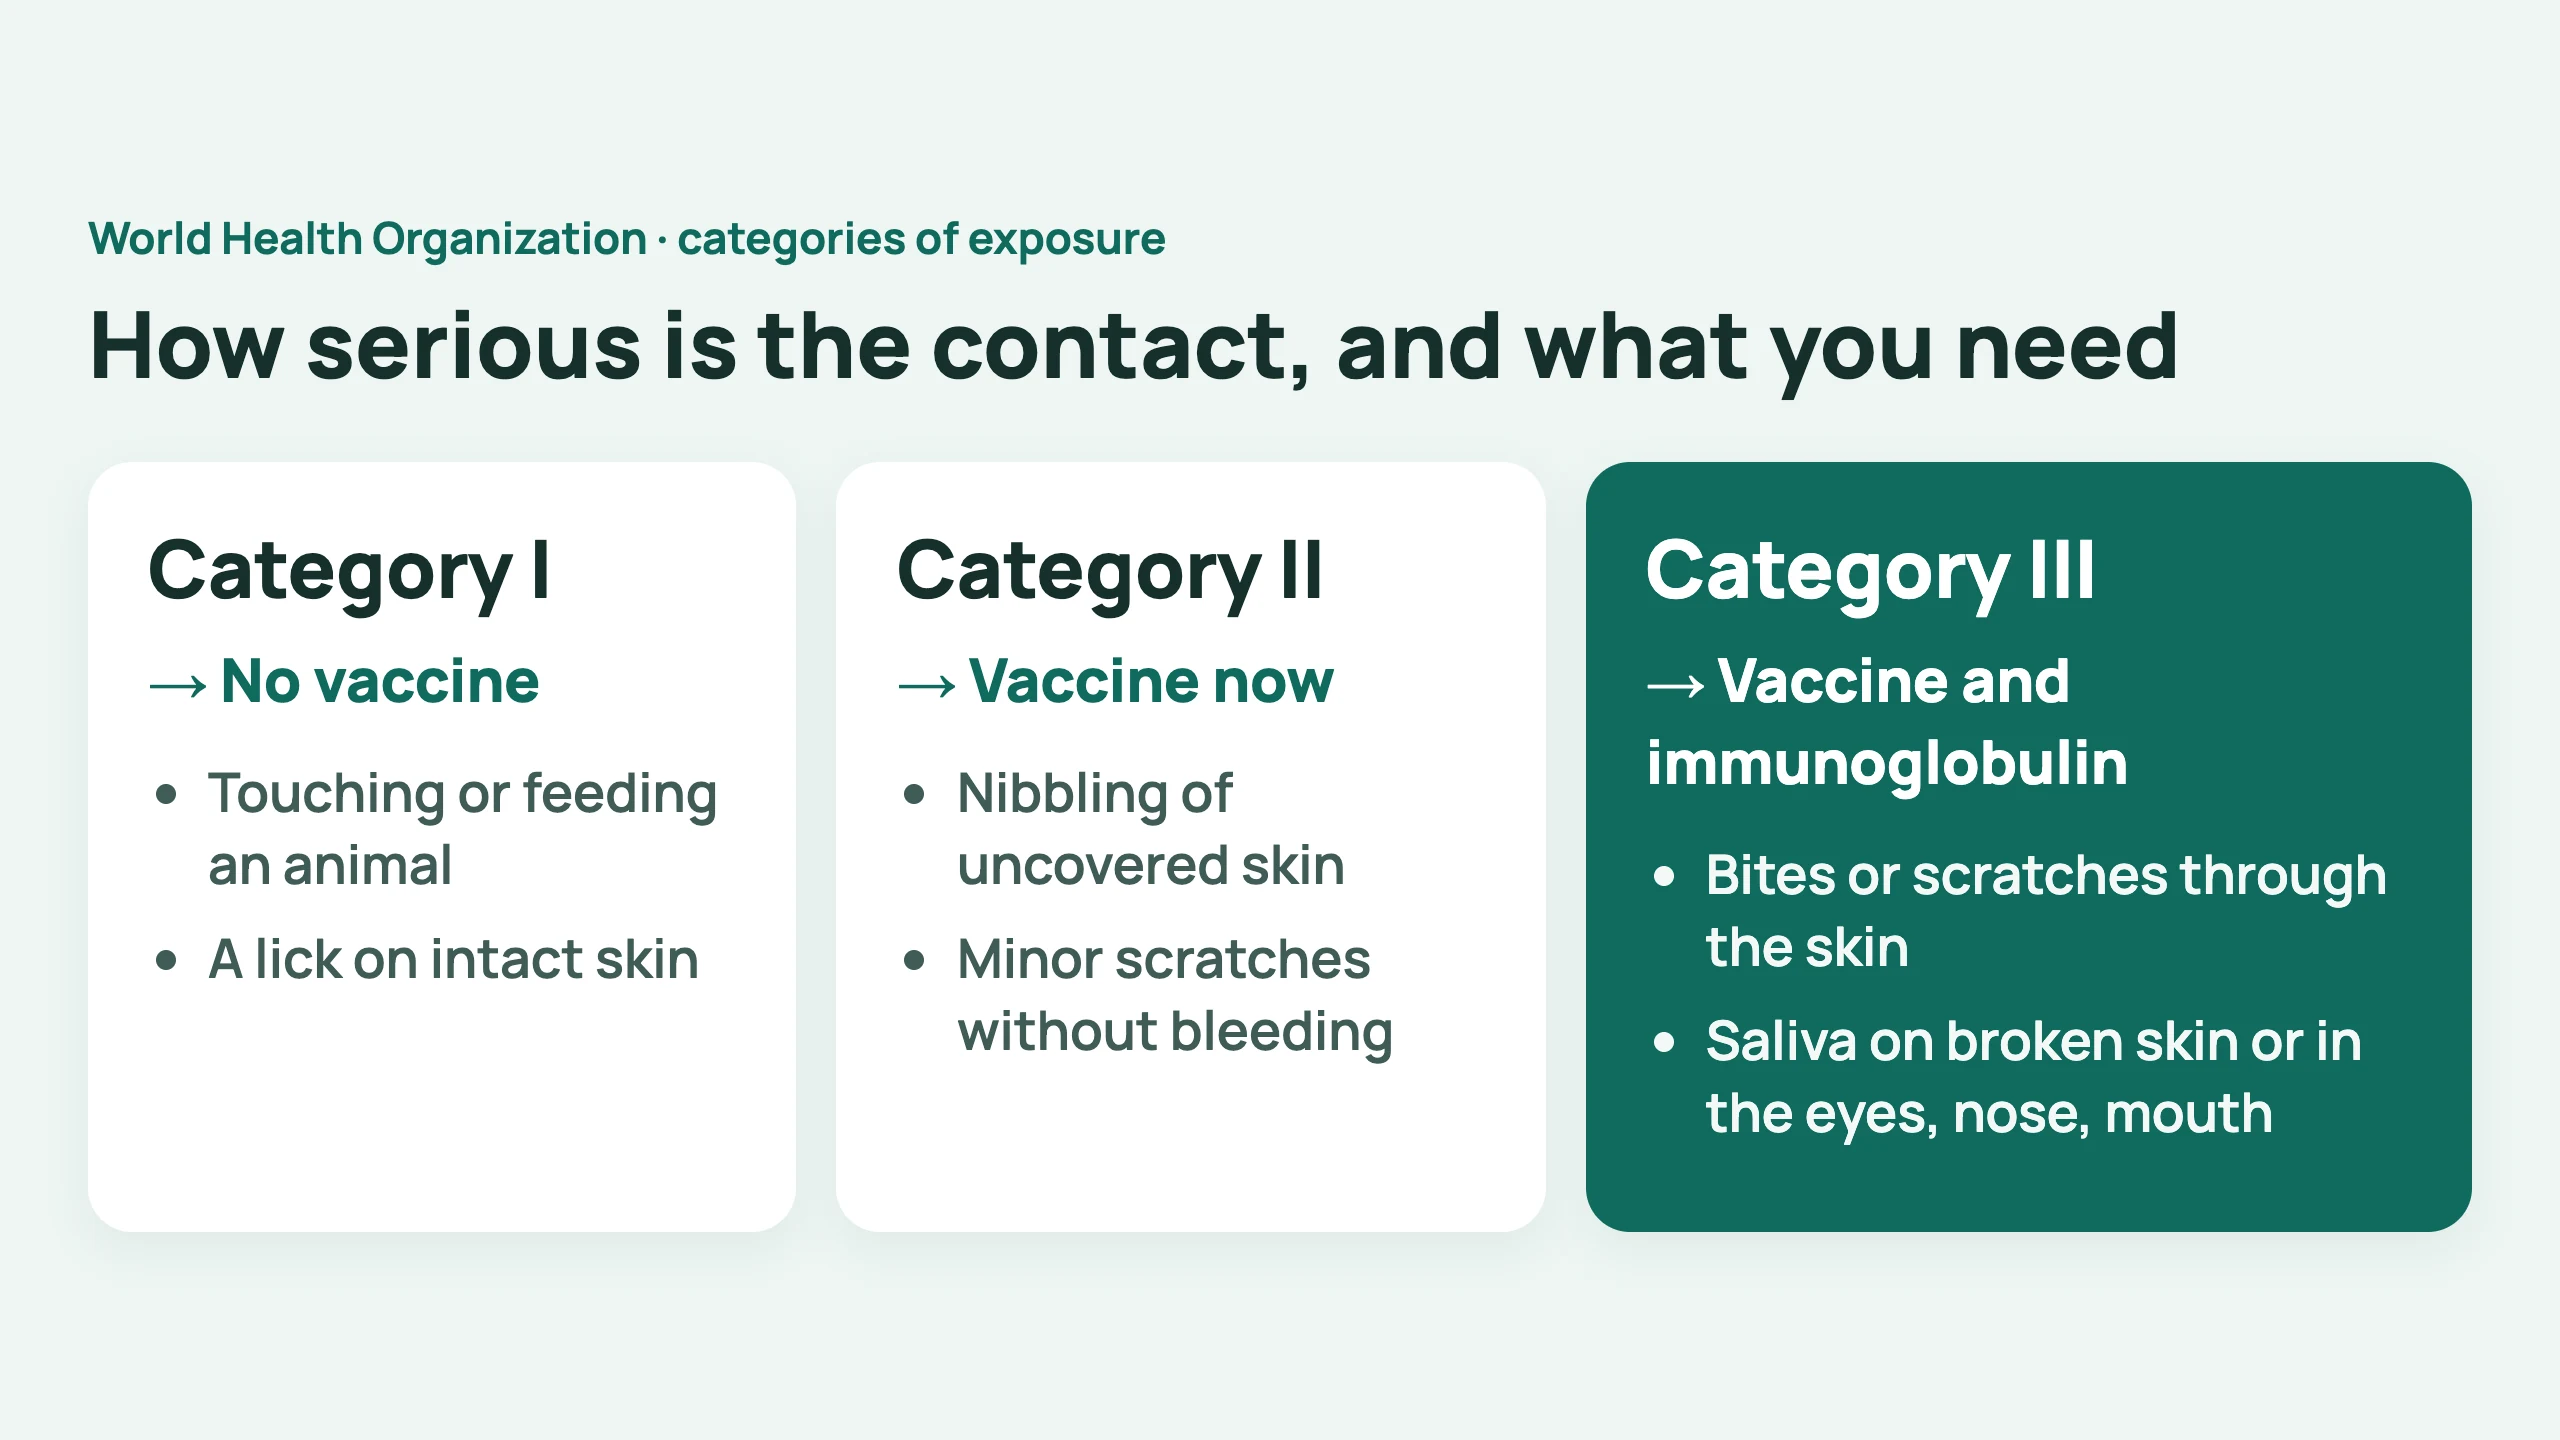 World Health Organization · categories of exposure
How serious is the contact, and what you need
Category I
→ No vaccine
• Touching or feeding
an animal
• A lick on intact skin
Category II
→ Vaccine now
• Nibbling of
uncovered skin
• Minor scratches
without bleeding
Category III
→ Vaccine and
immunoglobulin
• Bites or scratches through
the skin
• Saliva on broken skin or in
the eyes, nose, mouth